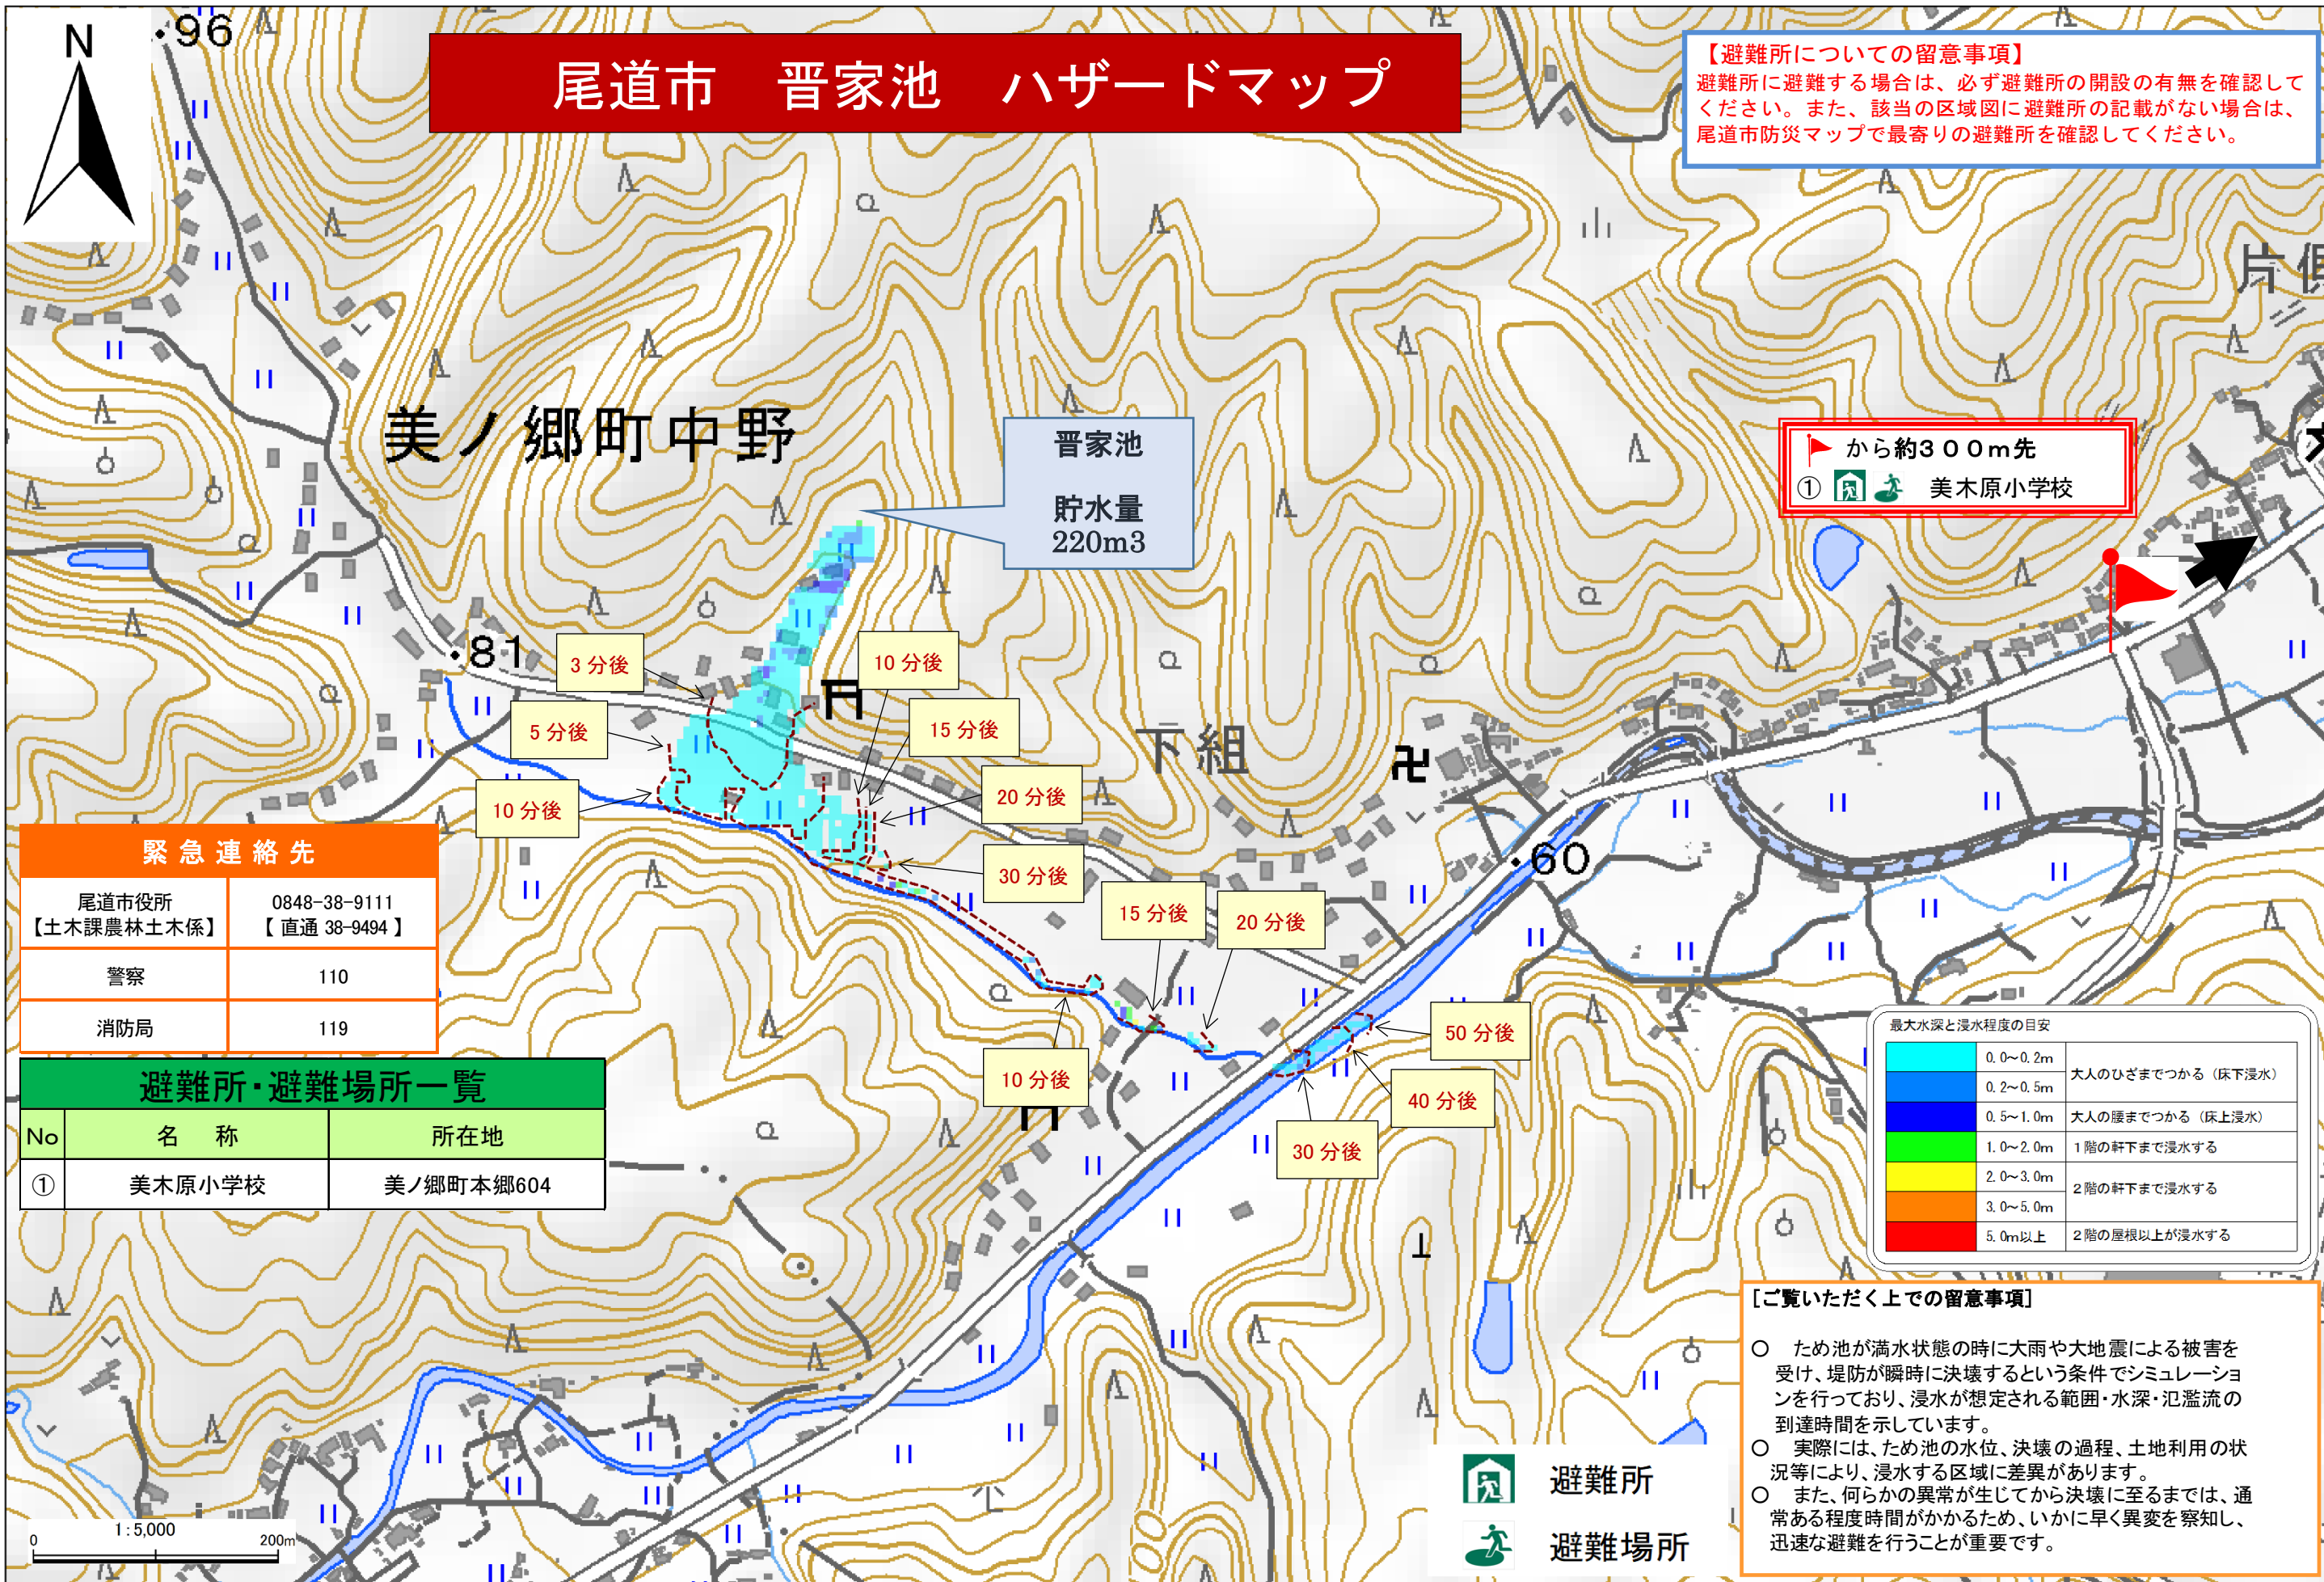 N
・96
尾道市　晋家池　ハザードマップ
【避難所についての留意事項】
避難所に避難する場合は、必ず避難所の開設の有無を確認して
ください。また、該当の区域図に避難所の記載がない場合は、
尾道市防災マップで最寄りの避難所を確認してください。
美ノ郷町中野
晋家池
貯水量
220m3
から約300m先
① 美木原小学校
・81
3 分後
10 分後
5 分後
15 分後
10 分後
20 分後
下組
30 分後
・60
15 分後
20 分後
50 分後
10 分後
40 分後
30 分後
緊急連絡先
尾道市役所
【土木課農林土木係】
0848-38-9111
【 直通 38-9494 】
警察 110
消防局 119
避難所・避難場所一覧
No 名　称 所在地
① 美木原小学校 美ノ郷町本郷604
最大水深と浸水程度の目安
0.0～0.2m
大人のひざまでつかる（床下浸水）
0.2～0.5m
0.5～1.0m 大人の腰までつかる（床上浸水）
1.0～2.0m 1階の軒下まで浸水する
2.0～3.0m
2階の軒下まで浸水する
3.0～5.0m
5.0m以上 2階の屋根以上が浸水する
[ご覧いただく上での留意事項]
○　ため池が満水状態の時に大雨や大地震による被害を
受け、堤防が瞬時に決壊するという条件でシミュレーショ
ンを行っており、浸水が想定される範囲・水深・氾濫流の
到達時間を示しています。
○　実際には、ため池の水位、決壊の過程、土地利用の状
況等により、浸水する区域に差異があります。
○　また、何らかの異常が生じてから決壊に至るまでは、通
常ある程度時間がかかるため、いかに早く異変を察知し、
迅速な避難を行うことが重要です。
避難所
避難場所
1:5,000
0 200m